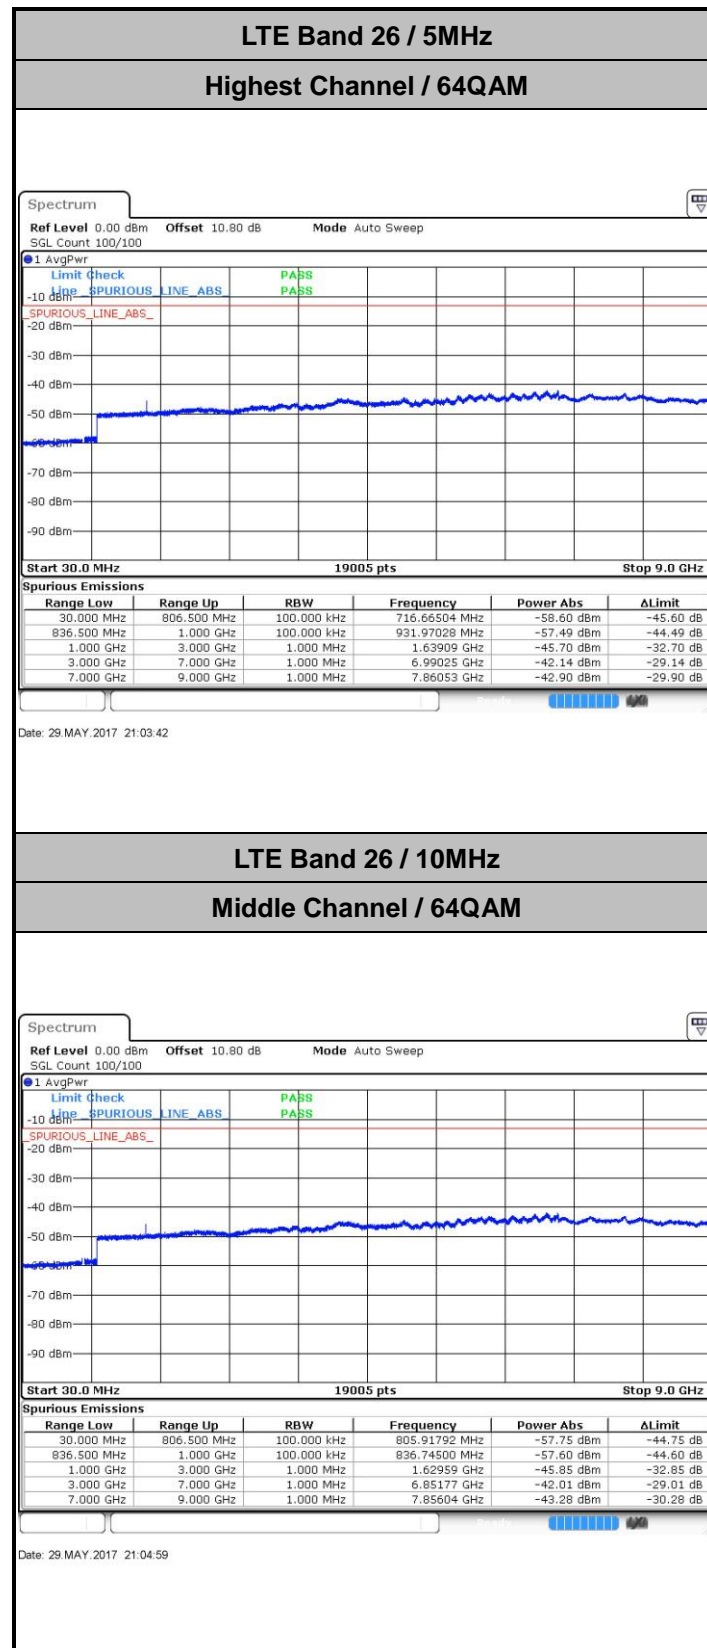 LTE Band 26 / 5MHz
Highest Channel / 64QAM
Spectrum
Ref Level 0.00 dBm Offset 10.80 dB Mode Auto Sweep
SGL Count 100/100
1 AvgPwr
Limit Check PASS
Line _SPURIOUS_LINE_ABS_ PASS
-10 dBm
_SPURIOUS_LINE_ABS_
-20 dBm
-30 dBm
-40 dBm
-50 dBm
-60 dBm
-70 dBm
-80 dBm
-90 dBm
Start 30.0 MHz 19005 pts Stop 9.0 GHz
Spurious Emissions
Range Low Range Up RBW Frequency Power Abs ΔLimit
30.000 MHz 806.500 MHz 100.000 kHz 716.66504 MHz -58.60 dBm -45.60 dB
836.500 MHz 1.000 GHz 100.000 kHz 931.97028 MHz -57.49 dBm -44.49 dB
1.000 GHz 3.000 GHz 1.000 MHz 1.63909 GHz -45.70 dBm -32.70 dB
3.000 GHz 7.000 GHz 1.000 MHz 6.99025 GHz -42.14 dBm -29.14 dB
7.000 GHz 9.000 GHz 1.000 MHz 7.86053 GHz -42.90 dBm -29.90 dB
Date: 29.MAY.2017 21:03:42
LTE Band 26 / 10MHz
Middle Channel / 64QAM
Spectrum
Ref Level 0.00 dBm Offset 10.80 dB Mode Auto Sweep
SGL Count 100/100
1 AvgPwr
Limit Check PASS
Line _SPURIOUS_LINE_ABS_ PASS
-10 dBm
_SPURIOUS_LINE_ABS_
-20 dBm
-30 dBm
-40 dBm
-50 dBm
-60 dBm
-70 dBm
-80 dBm
-90 dBm
Start 30.0 MHz 19005 pts Stop 9.0 GHz
Spurious Emissions
Range Low Range Up RBW Frequency Power Abs ΔLimit
30.000 MHz 806.500 MHz 100.000 kHz 805.91792 MHz -57.75 dBm -44.75 dB
836.500 MHz 1.000 GHz 100.000 kHz 836.74500 MHz -57.60 dBm -44.60 dB
1.000 GHz 3.000 GHz 1.000 MHz 1.62959 GHz -45.85 dBm -32.85 dB
3.000 GHz 7.000 GHz 1.000 MHz 6.85177 GHz -42.01 dBm -29.01 dB
7.000 GHz 9.000 GHz 1.000 MHz 7.85604 GHz -43.28 dBm -30.28 dB
Date: 29.MAY.2017 21:04:59